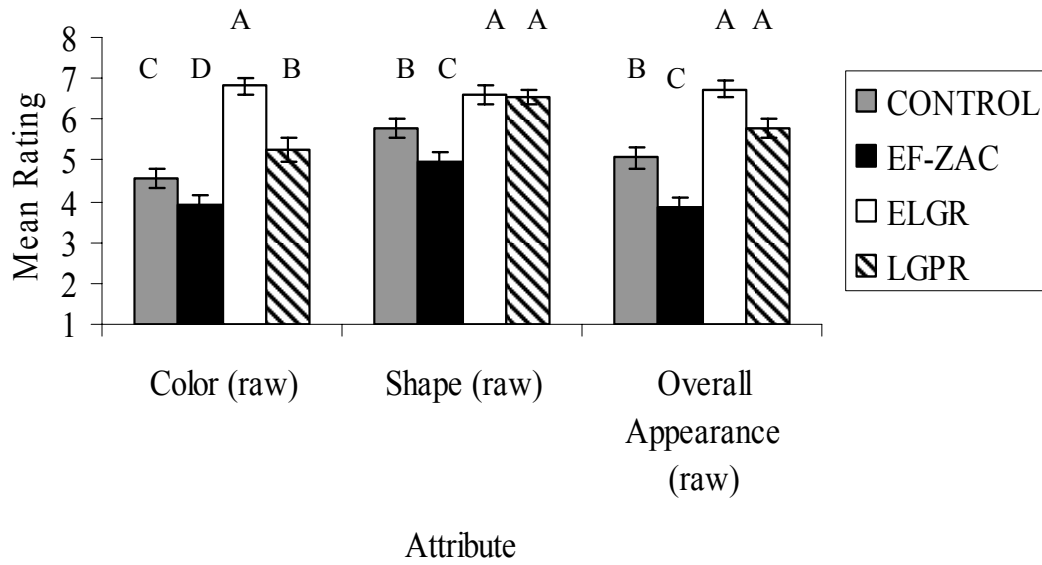 A A A A A
8
C D B B C B C
7
6
5
4
3
2
1
Mean Rating
CONTROL
EF-ZAC
ELGR
LGPR
Color (raw) Shape (raw) Overall
Appearance
(raw)
Attribute